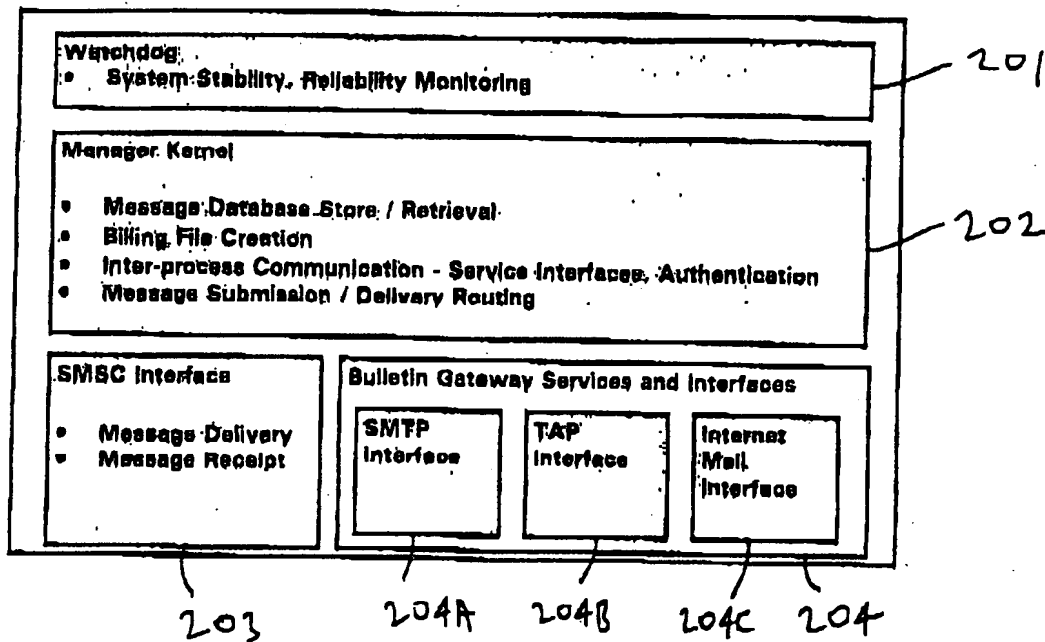 Watchdog
• System Stability, Reliability Monitoring
201
Manager Kernel
• Message Database Store / Retrieval
• Billing File Creation
• Inter-process Communication - Service Interfaces, Authentication
• Message Submission / Delivery Routing
202
SMSC Interface
• Message Delivery
• Message Receipt
Bulletin Gateway Services and Interfaces
SMTP
Interface
TAP
Interface
Internet
Mail
Interface
203
204A
204B
204C
204